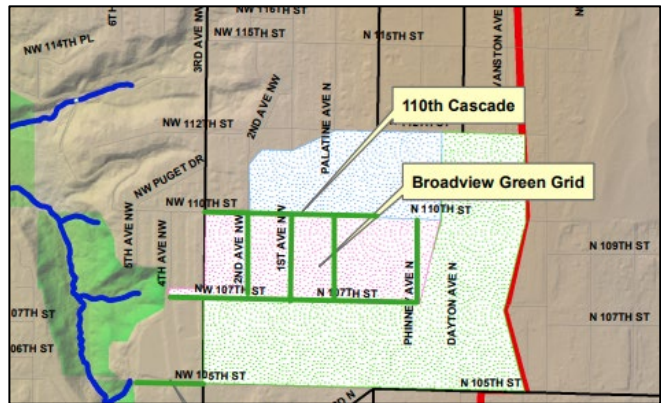 6TH
3RD AVE NW
NW 116TH ST
NW 114TH PL
NW 115TH ST
N 115TH ST
VANSTON AVE
110th Cascade
2ND AVE NW
PALATINE AVE N
NW 112TH ST
NW PUGET DR
Broadview Green Grid
NW 110TH ST
N 110TH ST
5TH AVE NW
4TH AVE NW
2ND AVE NW
1ST AVE NW
PHINNEY AVE N
DAYTON AVE N
N 109TH ST
NW 107TH ST
N 107TH ST
N 107TH ST
07TH ST
06TH ST
NW 105TH ST
N 105TH ST